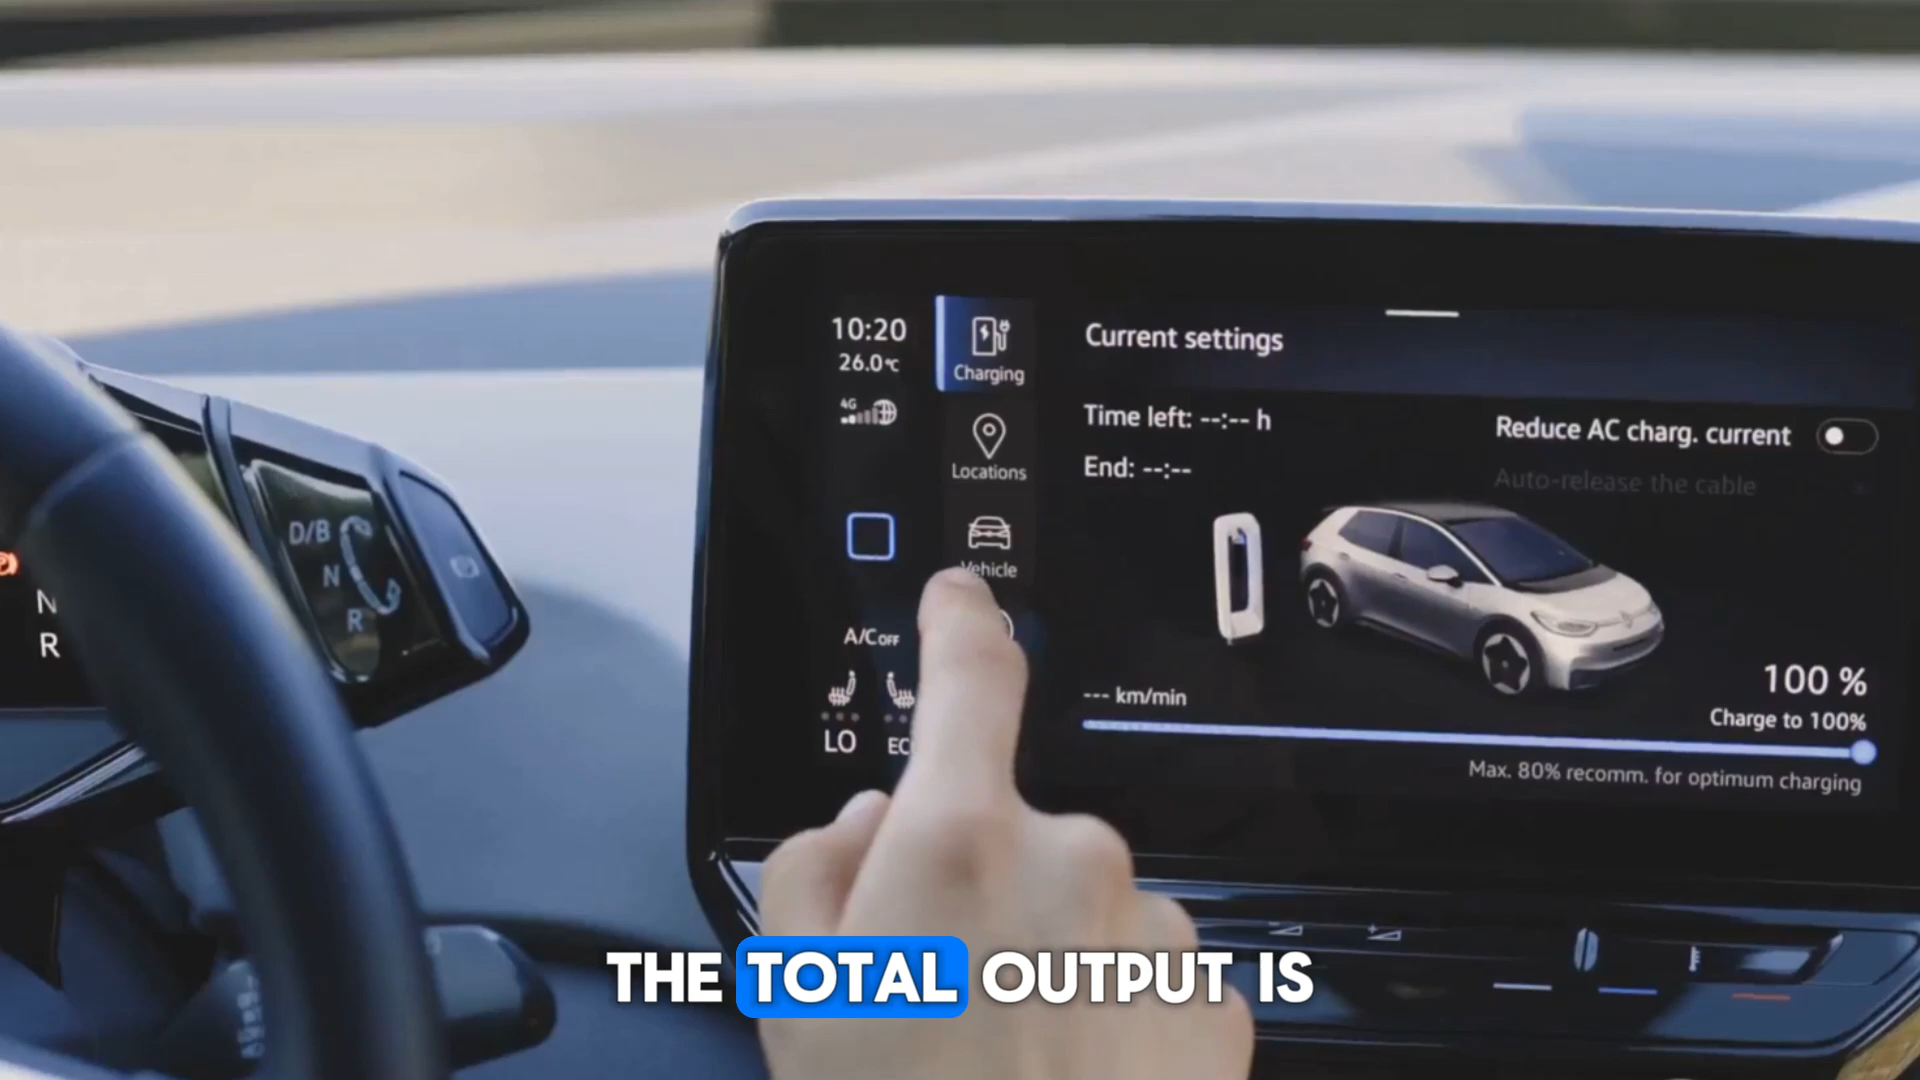 10:20
26.0°C
4G
Charging
Locations
Vehicle
A/C OFF
LO
Current settings
Time left: --:-- h
End: --:--
Reduce AC charg. current
Auto-release the cable
--- km/min
100 %
Charge to 100%
Max. 80% recomm. for optimum charging
D/B
N
R
N
R
THE TOTAL OUTPUT IS